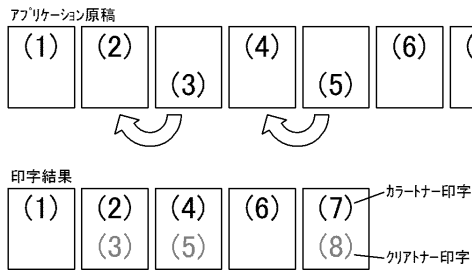 アプリケーション原稿
(1) (2) (3) (4) (5) (6) (
印字結果
(1) (2) (4) (6) (7) カラートナー印字
(3) (5) (8) クリアトナー印字